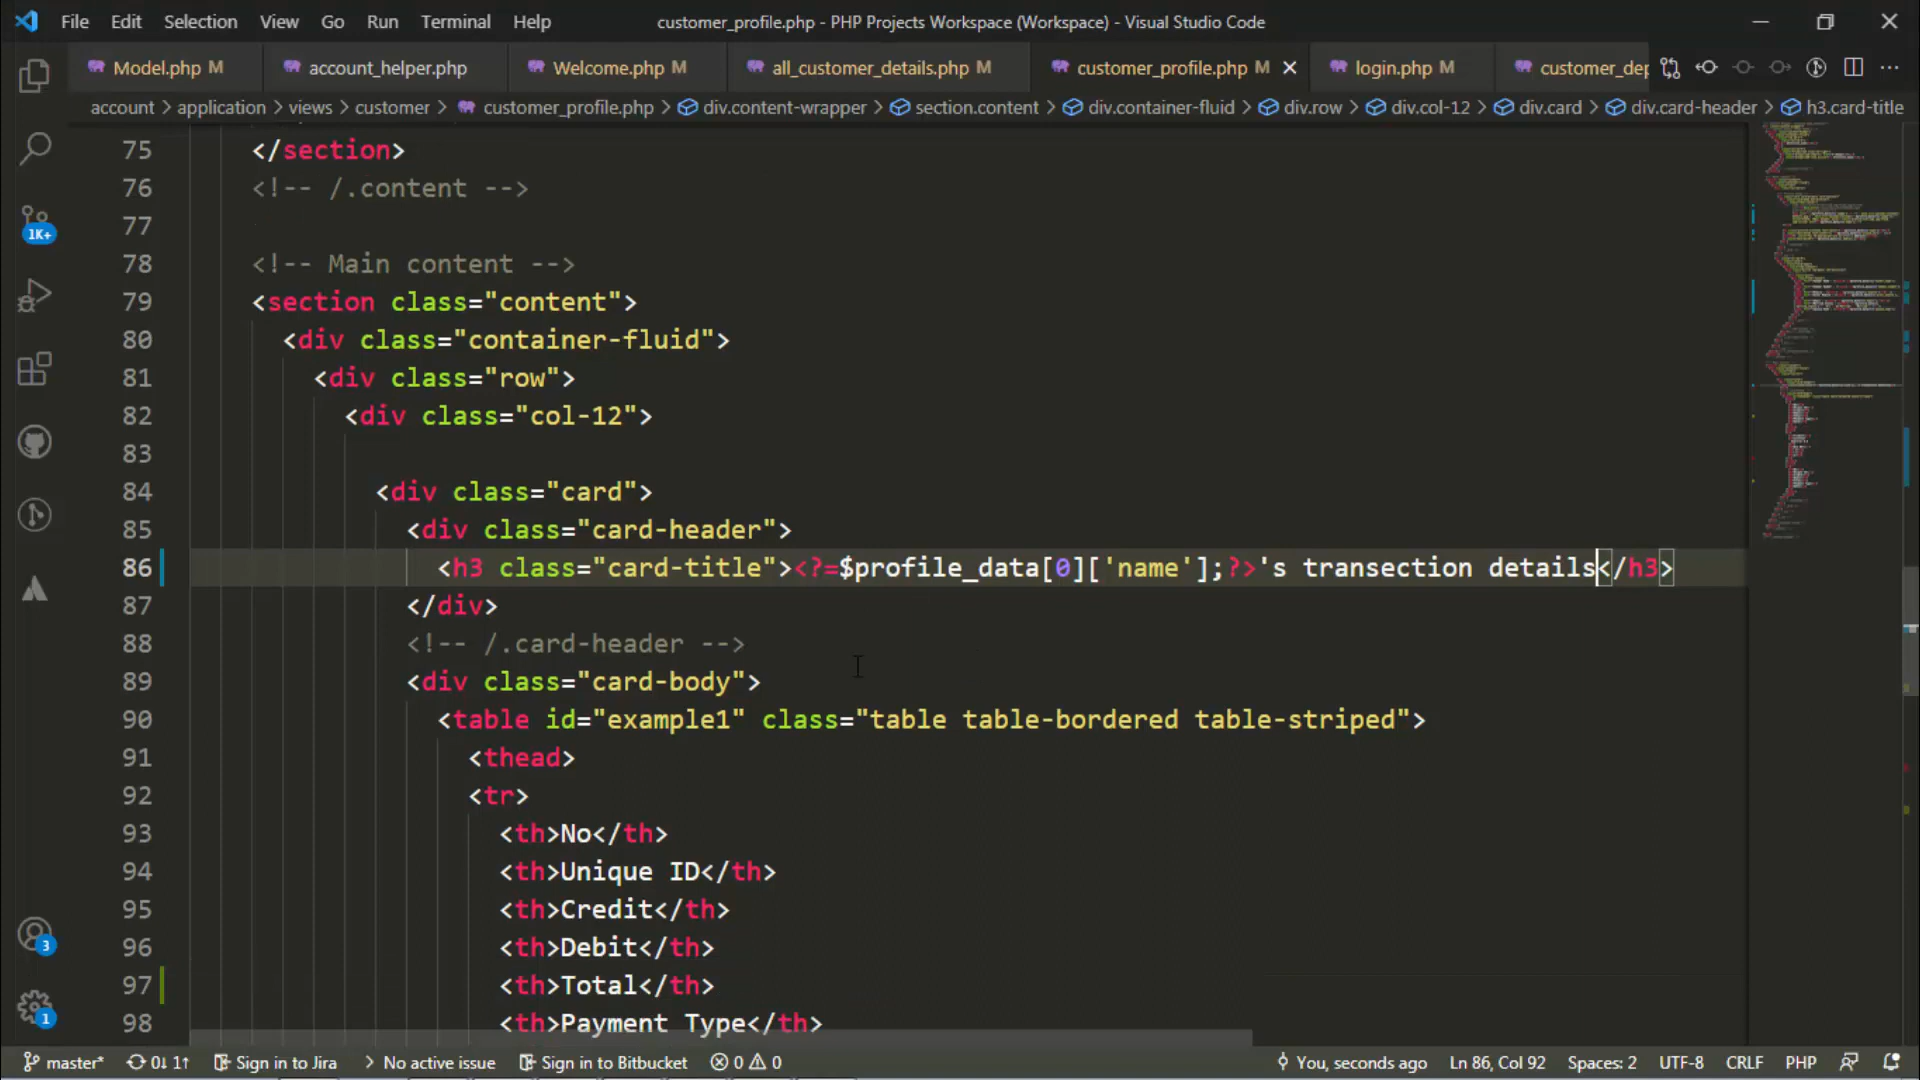 File Edit Selection View Go Run Terminal Help customer_profile.php - PHP Projects Workspace (Workspace) - Visual Studio Code
Model.php M account_helper.php Welcome.php M all_customer_details.php M customer_profile.php M login.php M customer_dep
account > application > views > customer > customer_profile.php > div.content-wrapper > section.content > div.container-fluid > div.row > div.col-12 > div.card > div.card-header > h3.card-title
75 </section>
76 <!-- /.content -->
77
78 <!-- Main content -->
79 <section class="content">
80 <div class="container-fluid">
81 <div class="row">
82 <div class="col-12">
83
84 <div class="card">
85 <div class="card-header">
86 <h3 class="card-title"><?=$profile_data[0]['name'];?>'s transection details</h3>
87 </div>
88 <!-- /.card-header -->
89 <div class="card-body">
90 <table id="example1" class="table table-bordered table-striped">
91 <thead>
92 <tr>
93 <th>No</th>
94 <th>Unique ID</th>
95 <th>Credit</th>
96 <th>Debit</th>
97 <th>Total</th>
98 <th>Payment Type</th>
1K+
3
1
master* 0↓ 1↑ Sign in to Jira > No active issue Sign in to Bitbucket 0 0 You, seconds ago Ln 86, Col 92 Spaces: 2 UTF-8 CRLF PHP